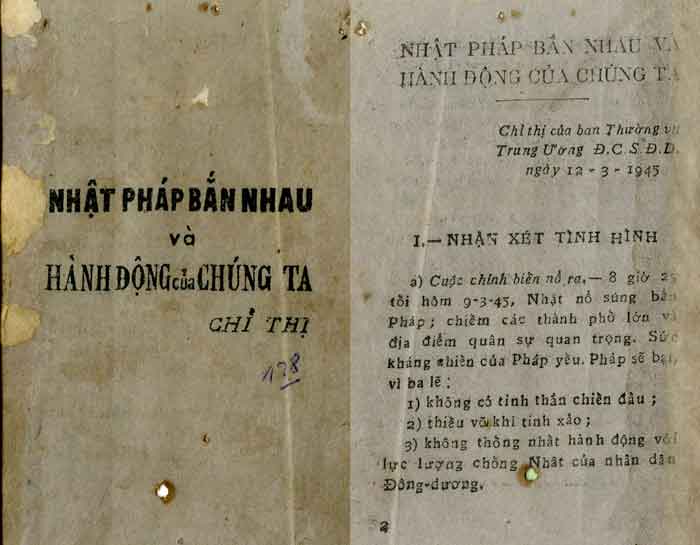 NHẬT PHÁP BẮN NHAU
và
HÀNH ĐỘNG của CHÚNG TA
CHỈ THỊ
178
NHẬT PHÁP BẮN NHAU VÀ
HÀNH ĐỘNG CỦA CHÚNG TA
Chỉ thị của ban Thường vụ
Trung Ương Đ.C.S.Đ.D.
ngày 12-3-1945
I.— NHẬN XÉT TÌNH HÌNH
a) Cuộc chính biến nổ ra.— 8 giờ 25
tối hôm 9-3-45, Nhật nổ súng bắn
Pháp; chiếm các thành phố lớn và
địa điểm quân sự quan trọng. Sức
kháng chiến của Pháp yếu. Pháp sẽ bại,
vì ba lẽ:
1) không có tinh thần chiến đấu;
2) thiếu vũ khí tinh xảo;
3) không thống nhất hành động với
lực lượng chống Nhật của nhân dân
Đông-dương.
2